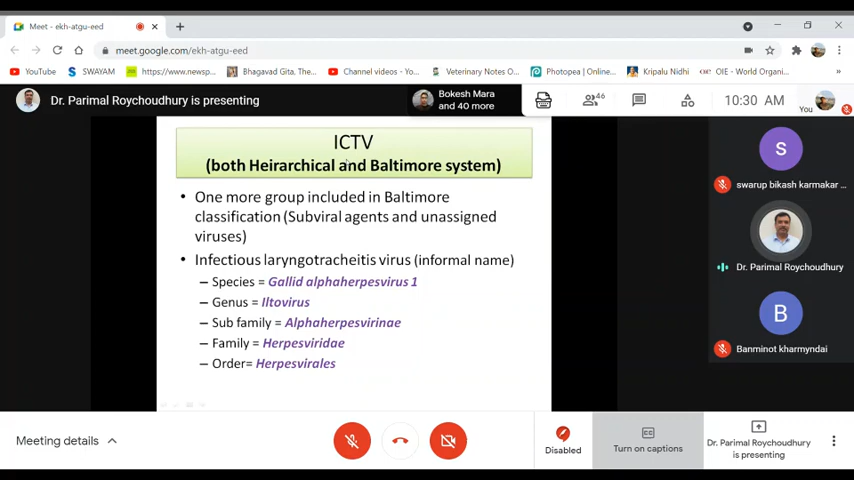 Meet - ekh-atgu-eed
meet.google.com/ekh-atgu-eed
YouTube
SWAYAM
https://www.newsp...
Bhagavad Gita, The...
Channel videos - Yo...
Veterinary Notes O...
Photopea | Online...
Kripalu Nidhi
OIE - World Organi...
»
Dr. Parimal Roychoudhury is presenting
Bokesh Mara
and 40 more
46
10:30 AM
You
ICTV
(both Heirarchical and Baltimore system)
• One more group included in Baltimore
classification (Subviral agents and unassigned
viruses)
• Infectious laryngotracheitis virus (informal name)
– Species = Gallid alphaherpesvirus 1
– Genus = Iltovirus
– Sub family = Alphaherpesvirinae
– Family = Herpesviridae
– Order= Herpesvirales
S
swarup bikash karmakar ...
Dr. Parimal Roychoudhury
B
Banminot kharmyndai
Meeting details
Disabled
CC
Turn on captions
Dr. Parimal Roychoudhury
is presenting